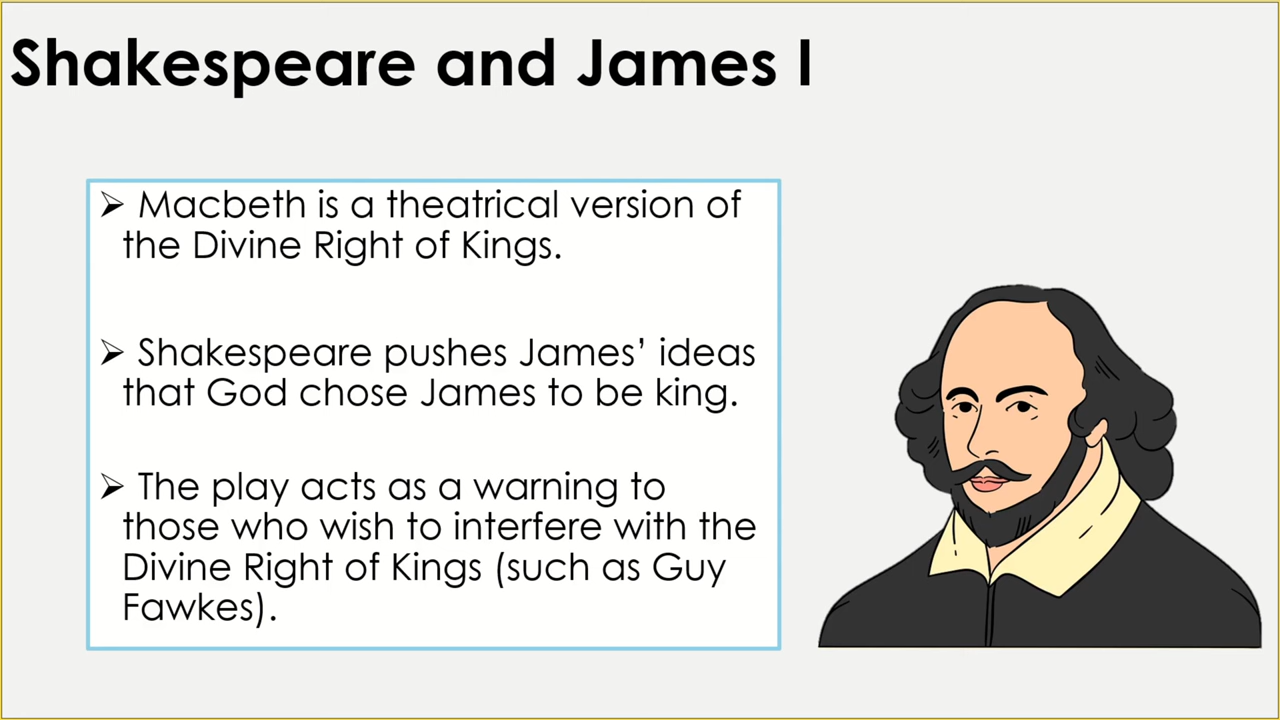 Shakespeare and James I
➢ Macbeth is a theatrical version of
the Divine Right of Kings.
➢ Shakespeare pushes James’ ideas
that God chose James to be king.
➢ The play acts as a warning to
those who wish to interfere with the
Divine Right of Kings (such as Guy
Fawkes).